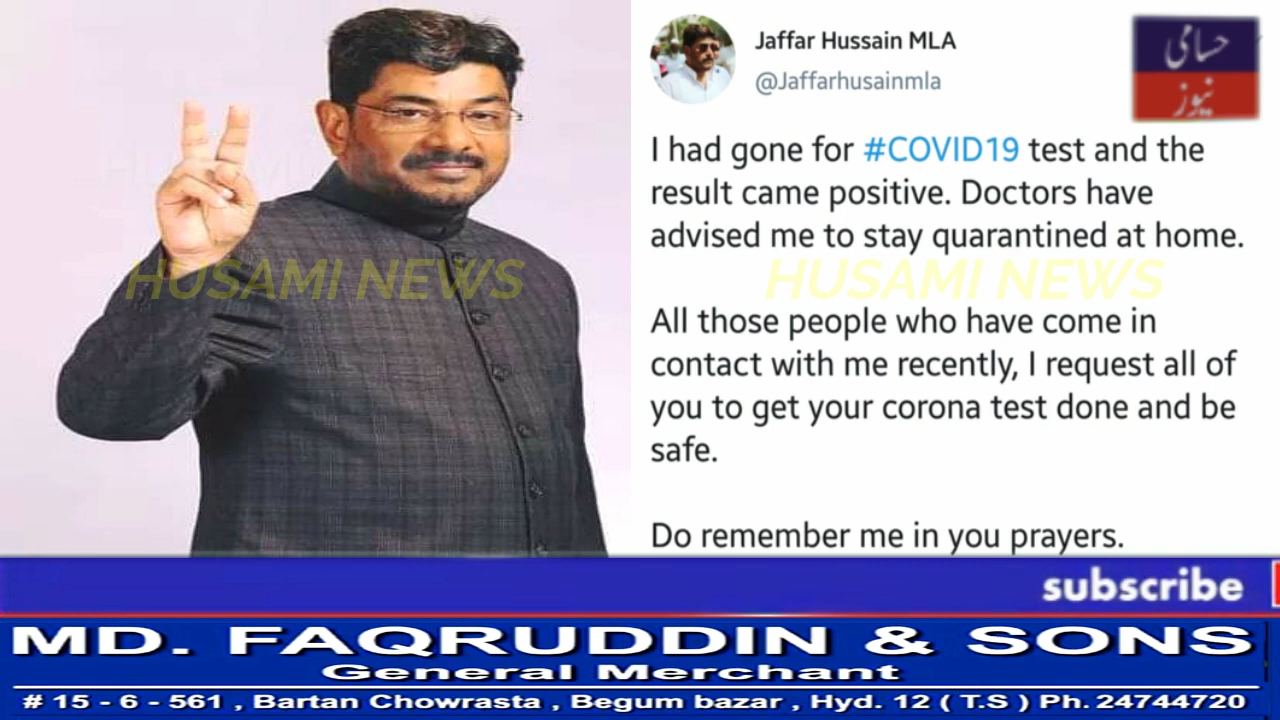 Jaffar Hussain MLA
@Jaffarhusainmla
حسامی
نیوز
I had gone for #COVID19 test and the
result came positive. Doctors have
advised me to stay quarantined at home.
All those people who have come in
contact with me recently, I request all of
you to get your corona test done and be
safe.
Do remember me in you prayers.
HUSAMI NEWS
HUSAMI NEWS
subscribe
MD. FAQRUDDIN & SONS
General Merchant
# 15 - 6 - 561 , Bartan Chowrasta , Begum bazar , Hyd. 12 ( T.S ) Ph. 24744720